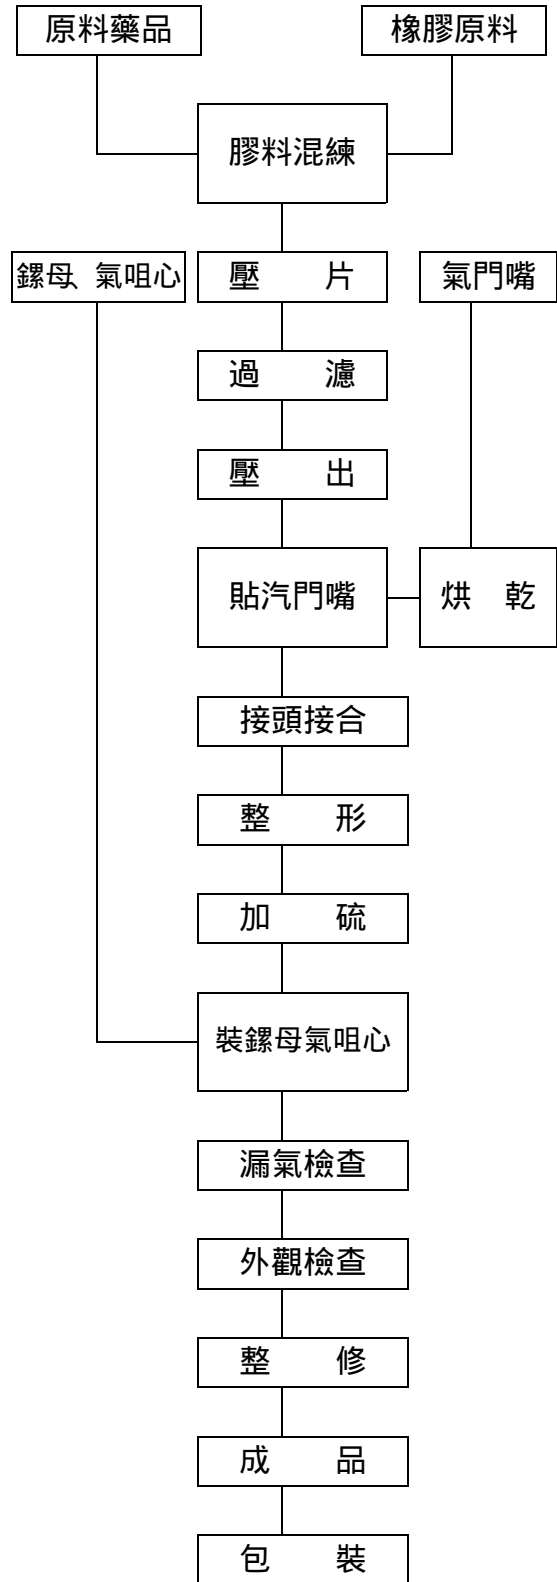 原料藥品
橡膠原料
膠料混練
鏍母、氣咀心
壓 片
氣門嘴
過 濾
壓 出
貼汽門嘴
烘 乾
接頭接合
整 形
加 硫
裝鏍母氣咀心
漏氣檢查
外觀檢查
整 修
成 品
包 裝